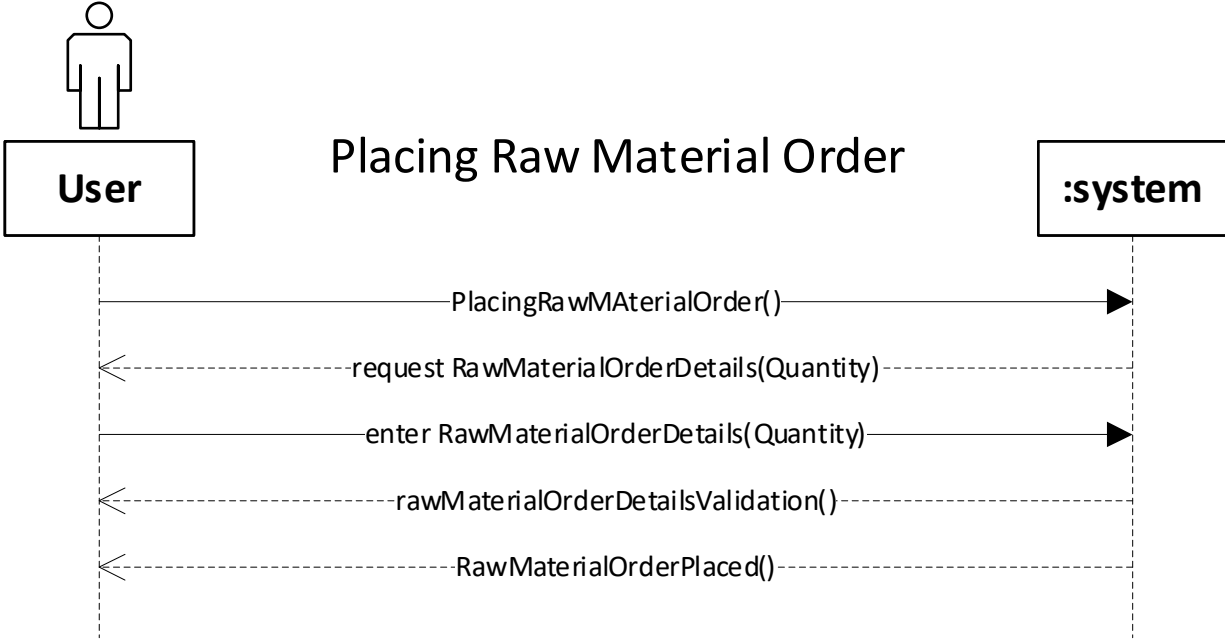 Placing Raw Material Order
User
:system
PlacingRawMAterialOrder()
request RawMaterialOrderDetails(Quantity)
enter RawMaterialOrderDetails(Quantity)
rawMaterialOrderDetailsValidation()
RawMaterialOrderPlaced()